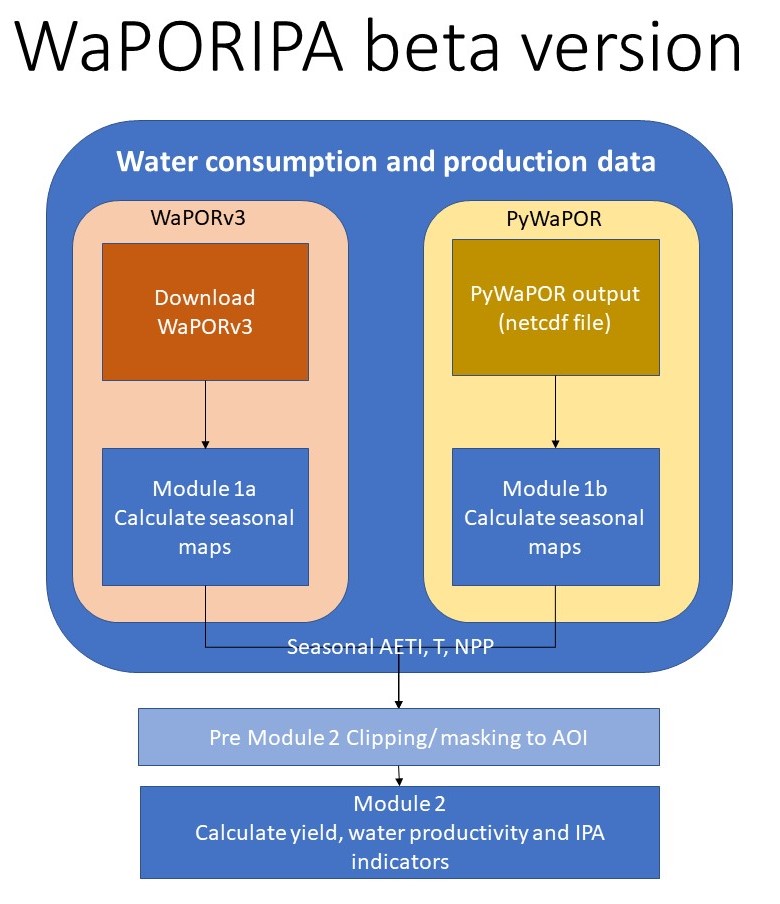 WaPORIPA beta version
Water consumption and production data
WaPORv3
Download
WaPORv3
Module 1a
Calculate seasonal
maps
PyWaPOR
PyWaPOR output
(netcdf file)
Module 1b
Calculate seasonal
maps
Seasonal AETI, T, NPP
Pre Module 2 Clipping/ masking to AOI
Module 2
Calculate yield, water productivity and IPA
indicators